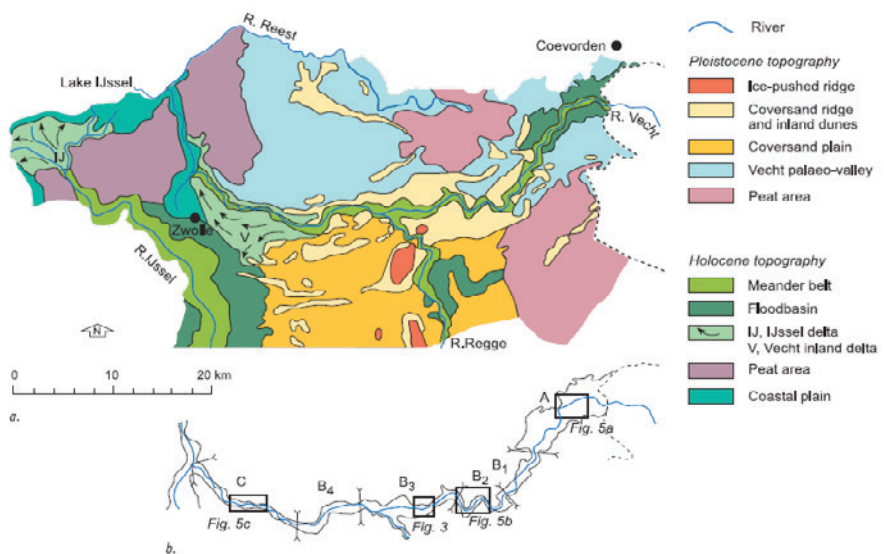 R. Reest
Coevorden
Lake IJssel
R. Vecht
IJ
Zwolle
V
R.IJssel
N
R.Regge
0 10 20 km
a.
River
Pleistocene topography
Ice-pushed ridge
Coversand ridge
and inland dunes
Coversand plain
Vecht palaeo-valley
Peat area
Holocene topography
Meander belt
Floodbasin
IJ, IJssel delta
V, Vecht inland delta
Peat area
Coastal plain
A
Fig. 5a
B1
B2
B3
B4
C
Fig. 5c
Fig. 3
Fig. 5b
b.